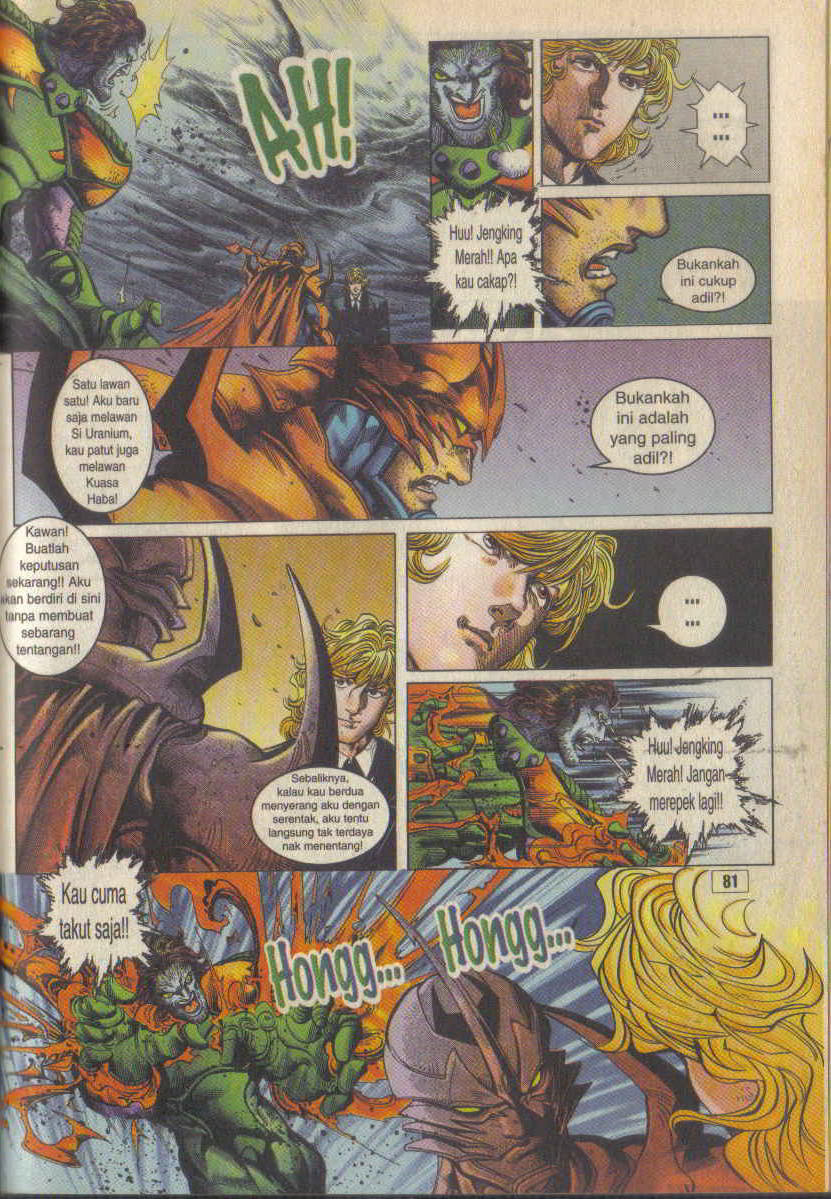 AH!
...
...
Huu! Jengking
Merah!! Apa
kau cakap?!
Bukankah
ini cukup
adil?!
Satu lawan
satu! Aku baru
saja melawan
Si Uranium,
kau patut juga
melawan
Kuasa
Haba!
Bukankah
ini adalah
yang paling
adil?!
Kawan!
Buatlah
keputusan
sekarang!! Aku
akan berdiri di sini
tanpa membuat
sebarang
tentangan!!
...
...
Sebaliknya,
kalau kau berdua
menyerang aku dengan
serentak, aku tentu
langsung tak terdaya
nak menentang!
Huu! Jengking
Merah! Jangan
merepek lagi!!
81
Kau cuma
takut saja!!
Hongg...
Hongg...